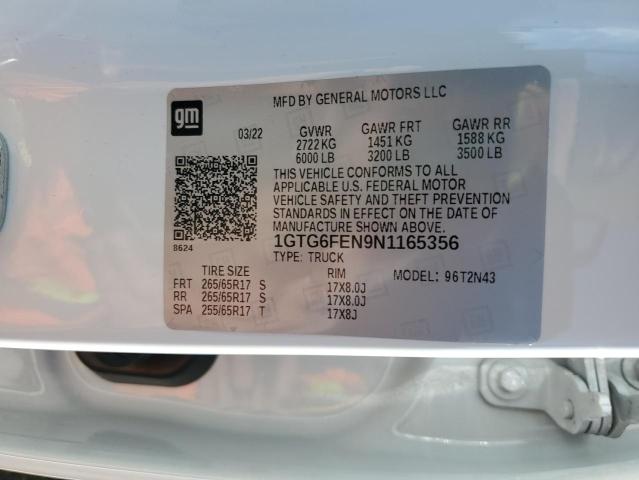 MFD BY GENERAL MOTORS LLC
gm
03/22 GVWR GAWR FRT GAWR RR
2722 KG 1451 KG 1588 KG
6000 LB 3200 LB 3500 LB
THIS VEHICLE CONFORMS TO ALL
APPLICABLE U.S. FEDERAL MOTOR
VEHICLE SAFETY AND THEFT PREVENTION
STANDARDS IN EFFECT ON THE DATE OF
MANUFACTURE SHOWN ABOVE.
8624 1GTG6FEN9N1165356
TYPE: TRUCK
TIRE SIZE RIM MODEL: 96T2N43
FRT 265/65R17 S 17X8.0J
RR 265/65R17 S 17X8.0J
SPA 255/65R17 T 17X8J